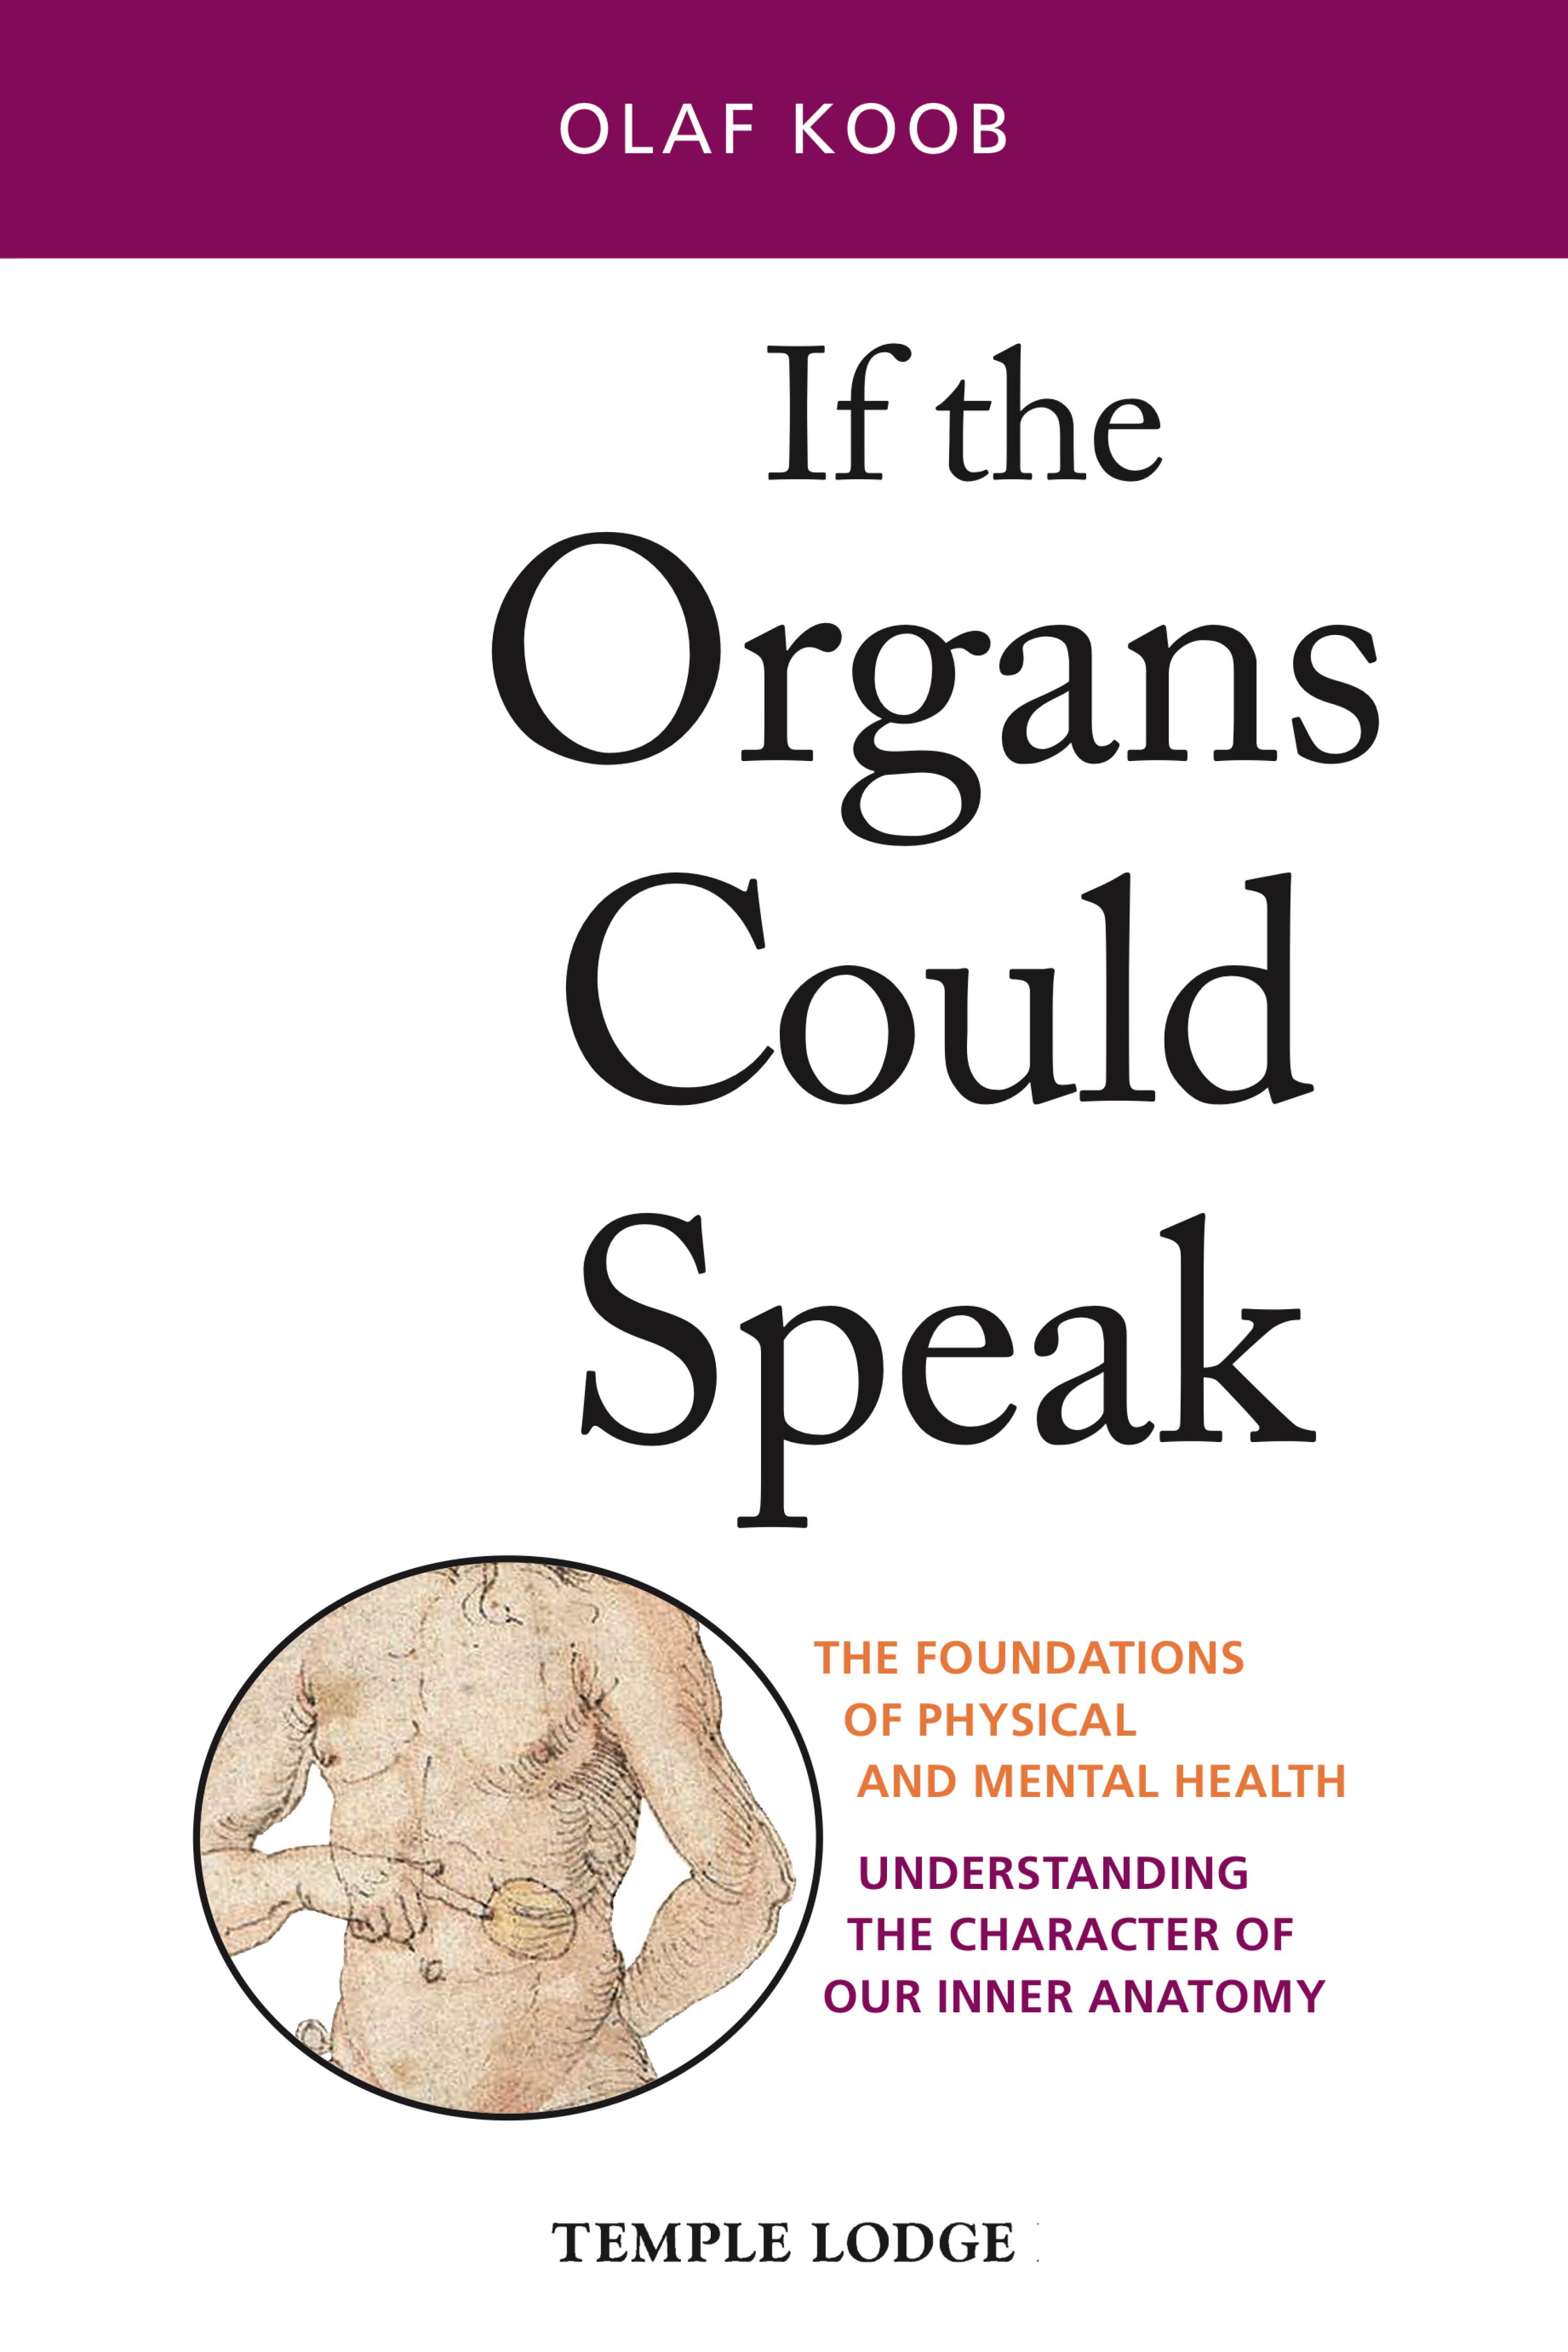 OLAF KOOB
If the
Organs
Could
Speak
THE FOUNDATIONS
OF PHYSICAL
AND MENTAL HEALTH
UNDERSTANDING
THE CHARACTER OF
OUR INNER ANATOMY
TEMPLE LODGE